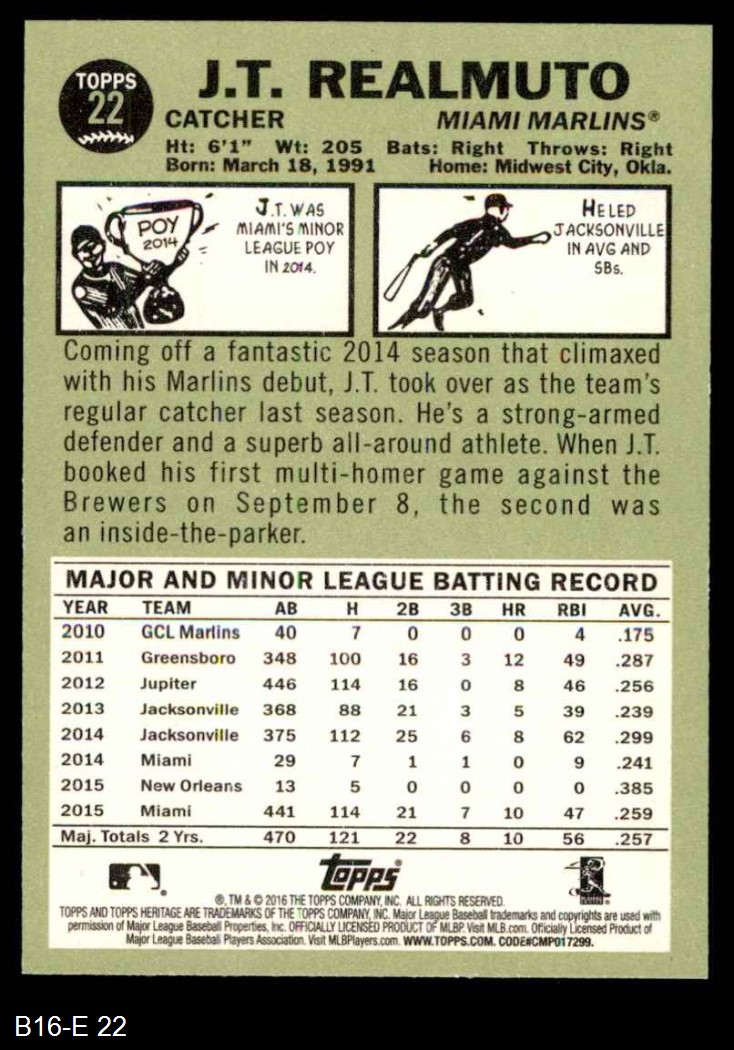 TOPPS
22
J.T. REALMUTO
CATCHER MIAMI MARLINS®
Ht: 6'1" Wt: 205 Bats: Right Throws: Right
Born: March 18, 1991 Home: Midwest City, Okla.
POY
2014
J.T. WAS
MIAMI'S MINOR
LEAGUE POY
IN 2014.
HE LED
JACKSONVILLE
IN AVG AND
SBs.
Coming off a fantastic 2014 season that climaxed
with his Marlins debut, J.T. took over as the team's
regular catcher last season. He's a strong-armed
defender and a superb all-around athlete. When J.T.
booked his first multi-homer game against the
Brewers on September 8, the second was
an inside-the-parker.
MAJOR AND MINOR LEAGUE BATTING RECORD
YEAR TEAM AB H 2B 3B HR RBI AVG.
2010 GCL Marlins 40 7 0 0 0 4 .175
2011 Greensboro 348 100 16 3 12 49 .287
2012 Jupiter 446 114 16 0 8 46 .256
2013 Jacksonville 368 88 21 3 5 39 .239
2014 Jacksonville 375 112 25 6 8 62 .299
2014 Miami 29 7 1 1 0 9 .241
2015 New Orleans 13 5 0 0 0 0 .385
2015 Miami 441 114 21 7 10 47 .259
Maj. Totals 2 Yrs. 470 121 22 8 10 56 .257
Topps®
®, TM & © 2016 THE TOPPS COMPANY, INC. ALL RIGHTS RESERVED.
TOPPS AND TOPPS HERITAGE ARE TRADEMARKS OF THE TOPPS COMPANY, INC. Major League Baseball trademarks and copyrights are used with
permission of Major League Baseball Properties, Inc. OFFICIALLY LICENSED PRODUCT OF MLBP. Visit MLB.com. Officially Licensed Product of
Major League Baseball Players Association. Visit MLBPlayers.com. WWW.TOPPS.COM. CODE#CMP017299.
B16-E 22